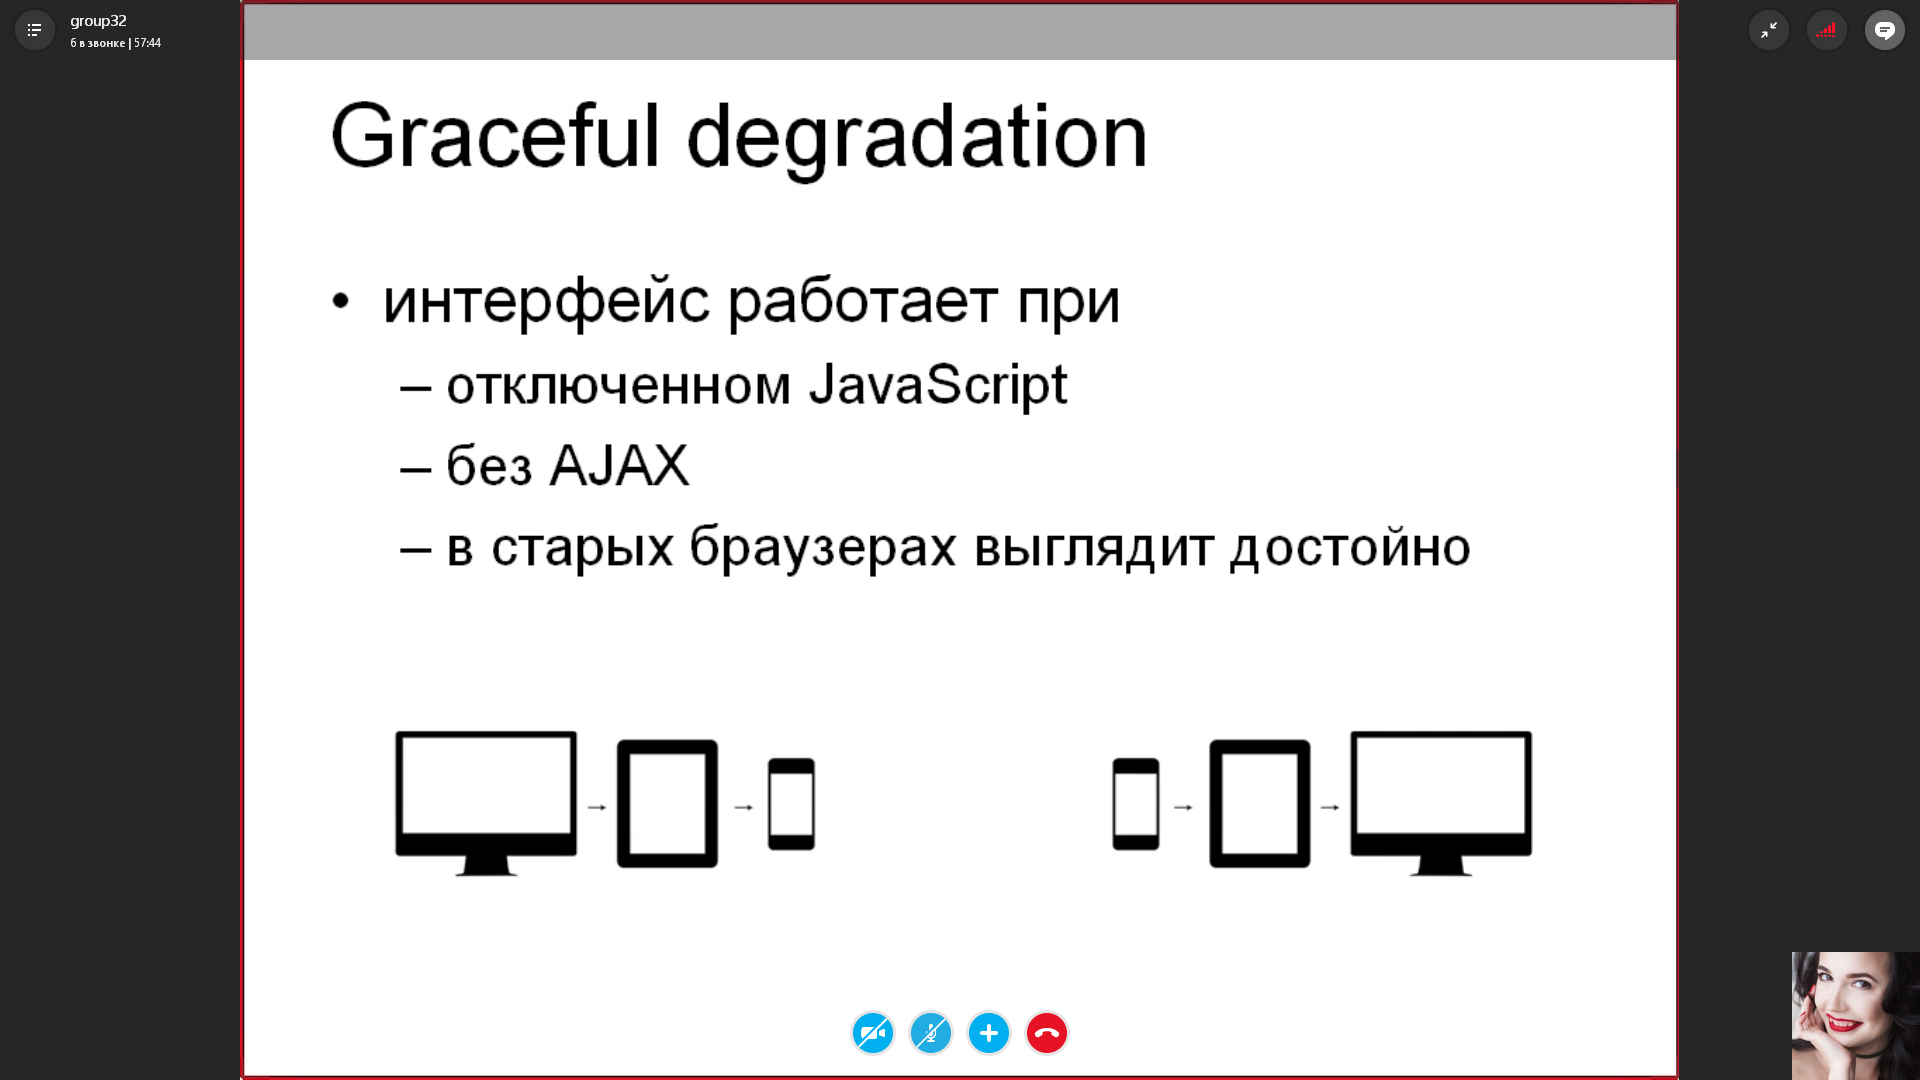 group32
6 в звонке | 57:44
Graceful degradation
• интерфейс работает при
– отключенном JavaScript
– без AJAX
– в старых браузерах выглядит достойно